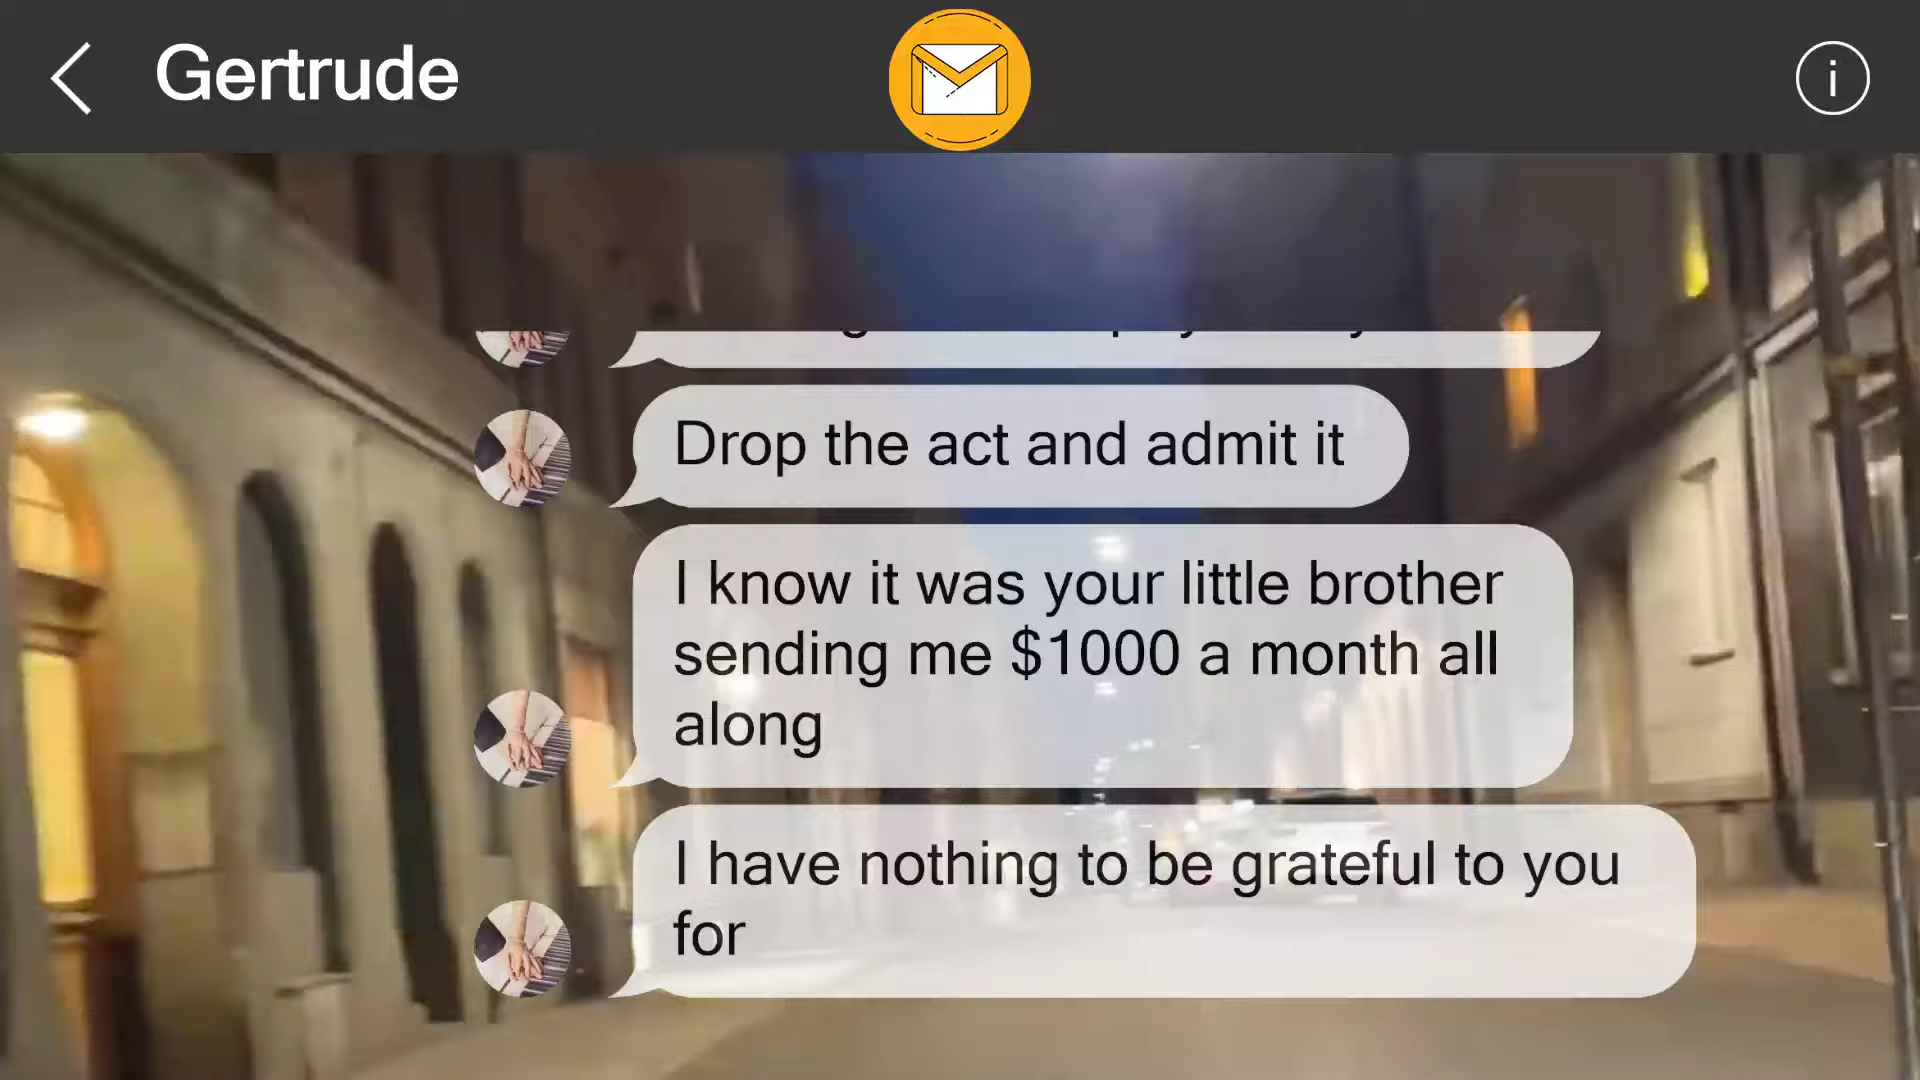 Gertrude
Drop the act and admit it
I know it was your little brother
sending me $1000 a month all
along
I have nothing to be grateful to you
for